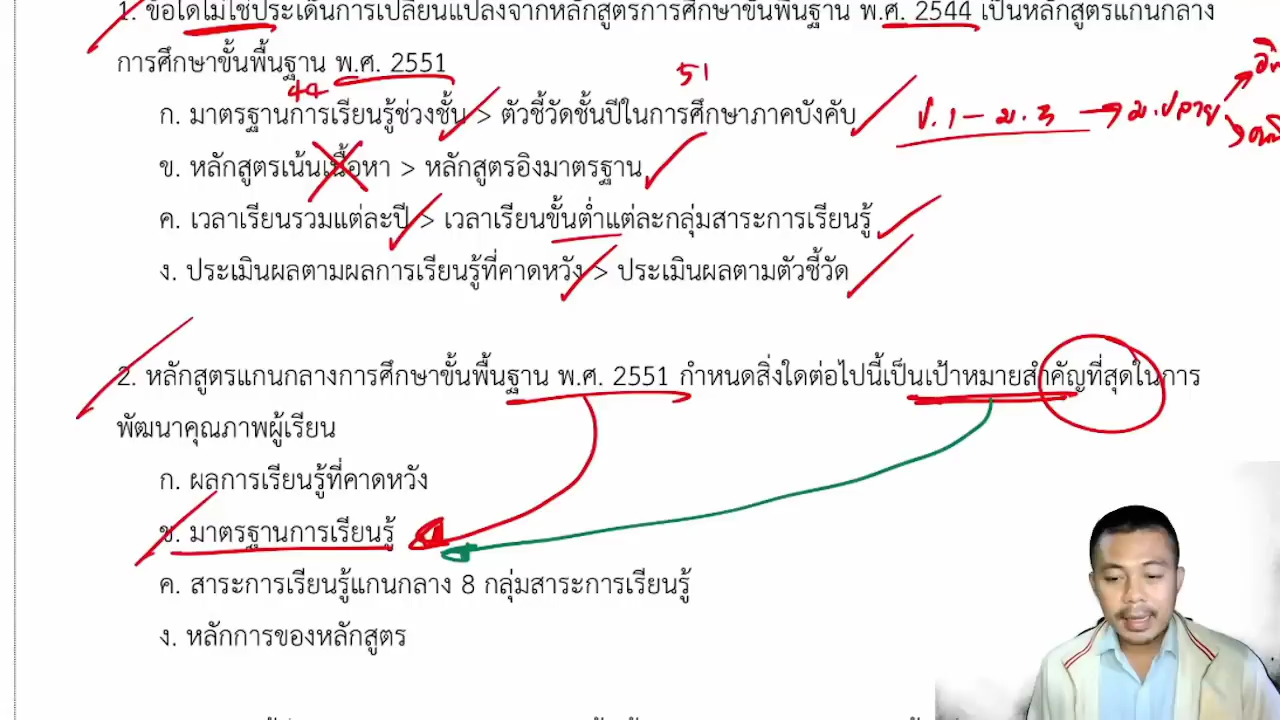 1. ข้อใดไม่ใช่ประเด็นการเปลี่ยนแปลงจากหลักสูตรการศึกษาขั้นพื้นฐาน พ.ศ. 2544 เป็นหลักสูตรแกนกลาง
การศึกษาขั้นพื้นฐาน พ.ศ. 2551
44
51
ก. มาตรฐานการเรียนรู้ช่วงชั้น > ตัวชี้วัดชั้นปีในการศึกษาภาคบังคับ
ป.1 - ม.3 → ม.ปลาย
ข. หลักสูตรเน้นเนื้อหา > หลักสูตรอิงมาตรฐาน
ค. เวลาเรียนรวมแต่ละปี > เวลาเรียนขั้นต่ำแต่ละกลุ่มสาระการเรียนรู้
ง. ประเมินผลตามผลการเรียนรู้ที่คาดหวัง > ประเมินผลตามตัวชี้วัด
2. หลักสูตรแกนกลางการศึกษาขั้นพื้นฐาน พ.ศ. 2551 กำหนดสิ่งใดต่อไปนี้เป็นเป้าหมายสำคัญที่สุดในการ
พัฒนาคุณภาพผู้เรียน
ก. ผลการเรียนรู้ที่คาดหวัง
ข. มาตรฐานการเรียนรู้
ค. สาระการเรียนรู้แกนกลาง 8 กลุ่มสาระการเรียนรู้
ง. หลักการของหลักสูตร